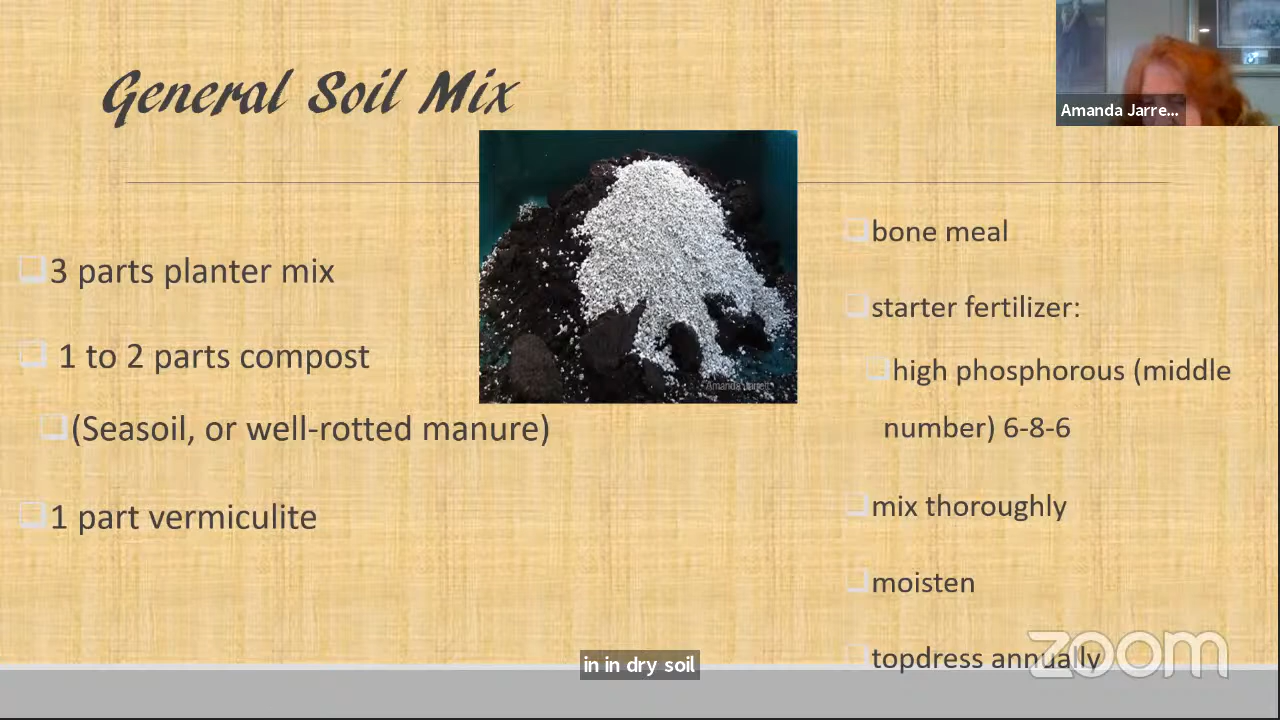 General Soil Mix
Amanda Jarre...
3 parts planter mix
1 to 2 parts compost
(Seasoil, or well-rotted manure)
1 part vermiculite
Amanda Jarrett
bone meal
starter fertilizer:
high phosphorous (middle
number) 6-8-6
mix thoroughly
moisten
topdress annually
zoom
in in dry soil